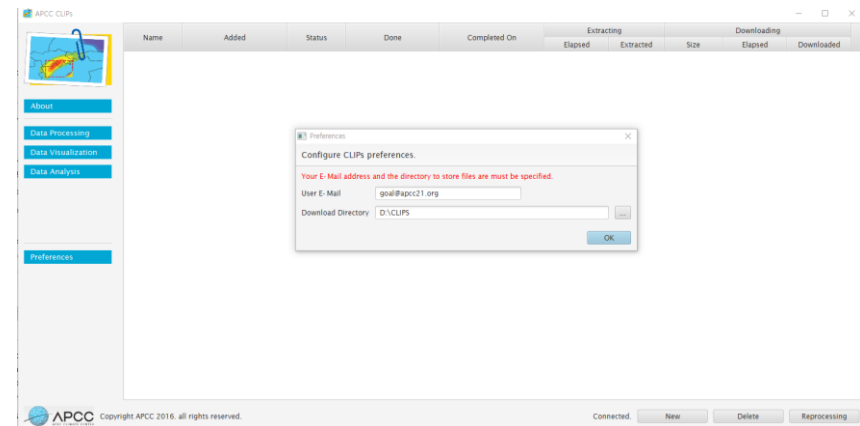 APCC CLIPs
Name Added Status Done Completed On Extracting Downloading
Elapsed Extracted Size Elapsed Downloaded
About
Data Processing
Data Visualization
Data Analysis
Preferences
Preferences
Configure CLIPs preferences.
Your E-Mail address and the directory to store files are must be specified.
User E-Mail goal@apcc21.org
Download Directory D:\CLIPS ...
OK
APCC Copyright APCC 2016. all rights reserved. Connected. New Delete Reprocessing